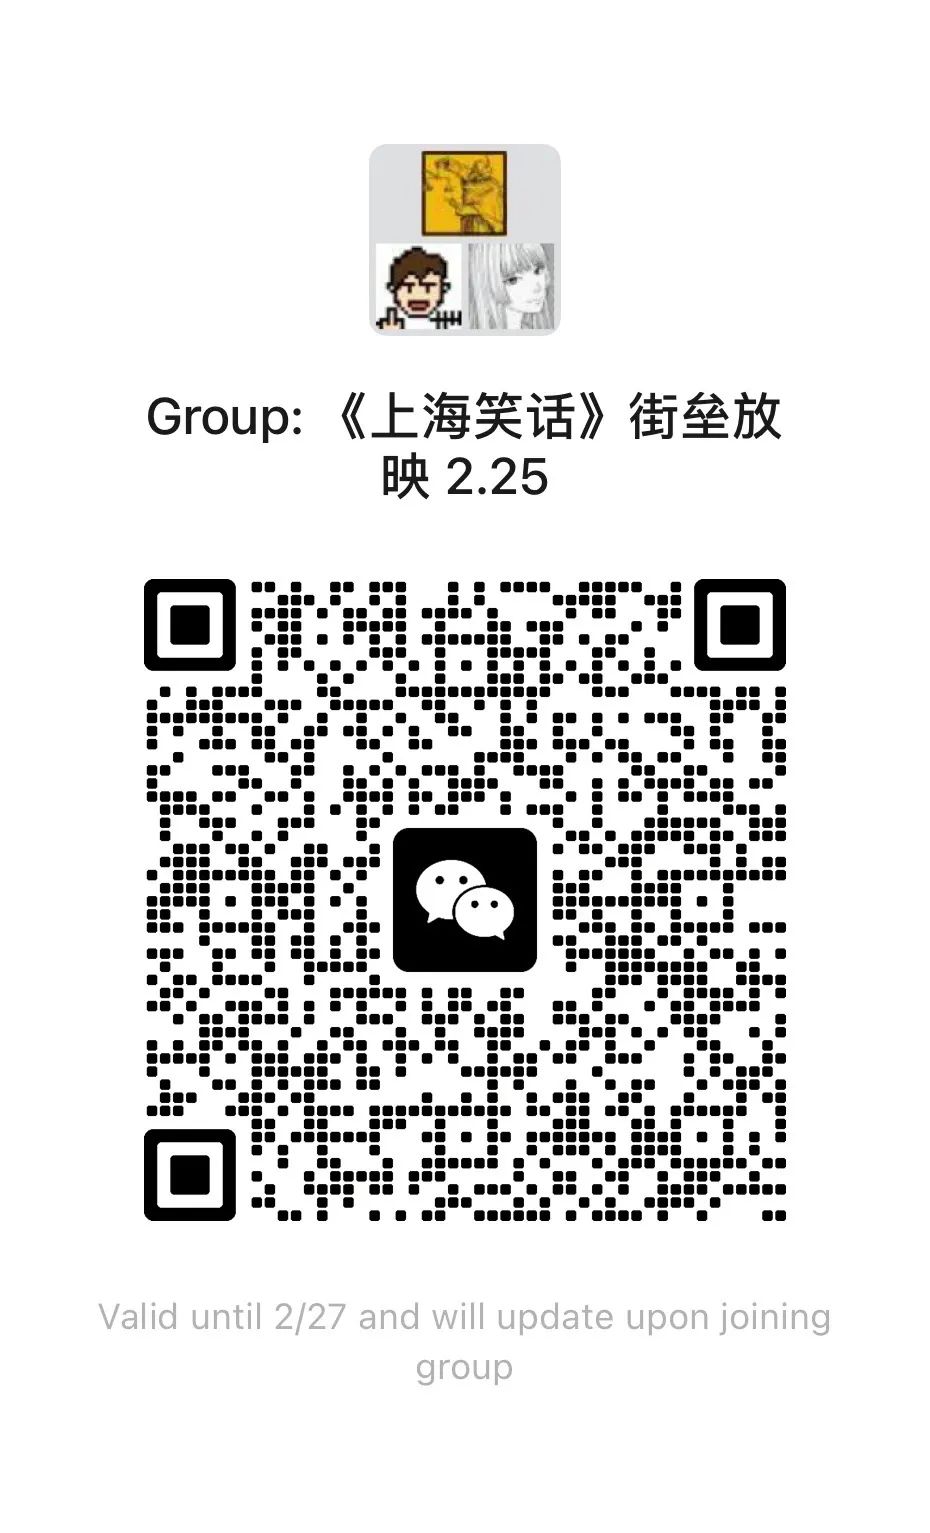 Group: 《上海笑话》街垒放
映 2.25
Valid until 2/27 and will update upon joining
group